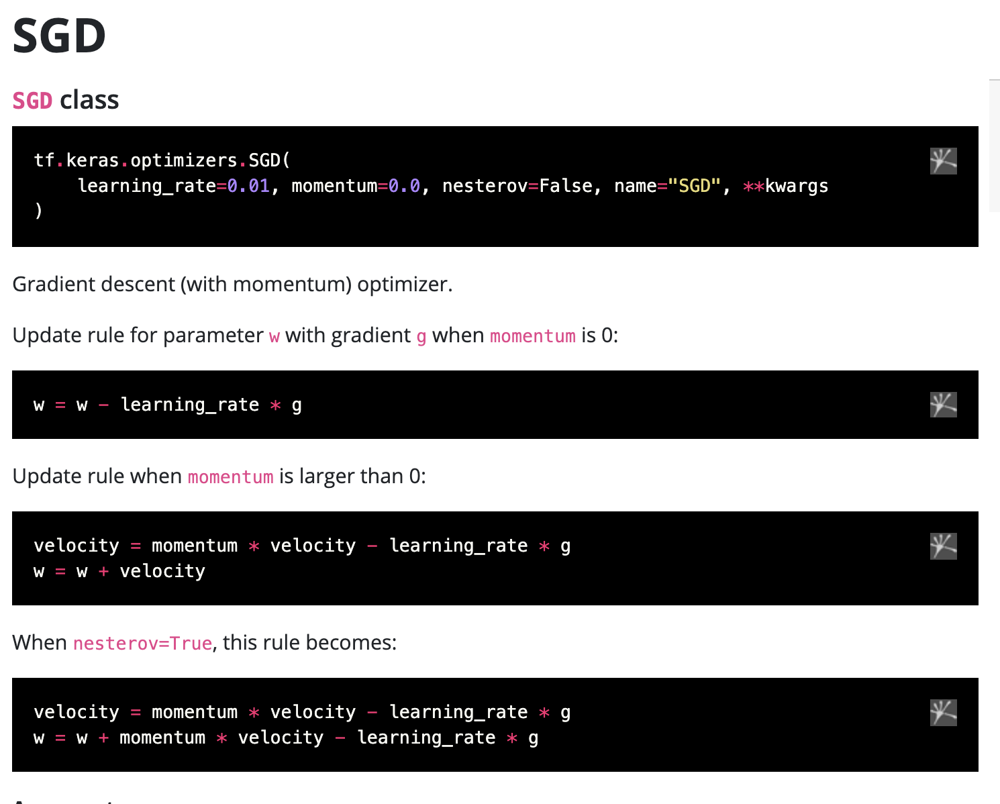 SGD
SGD class
tf.keras.optimizers.SGD(
    learning_rate=0.01, momentum=0.0, nesterov=False, name="SGD", **kwargs
)
Gradient descent (with momentum) optimizer.
Update rule for parameter w with gradient g when momentum is 0:
w = w - learning_rate * g
Update rule when momentum is larger than 0:
velocity = momentum * velocity - learning_rate * g
w = w + velocity
When nesterov=True, this rule becomes:
velocity = momentum * velocity - learning_rate * g
w = w + momentum * velocity - learning_rate * g